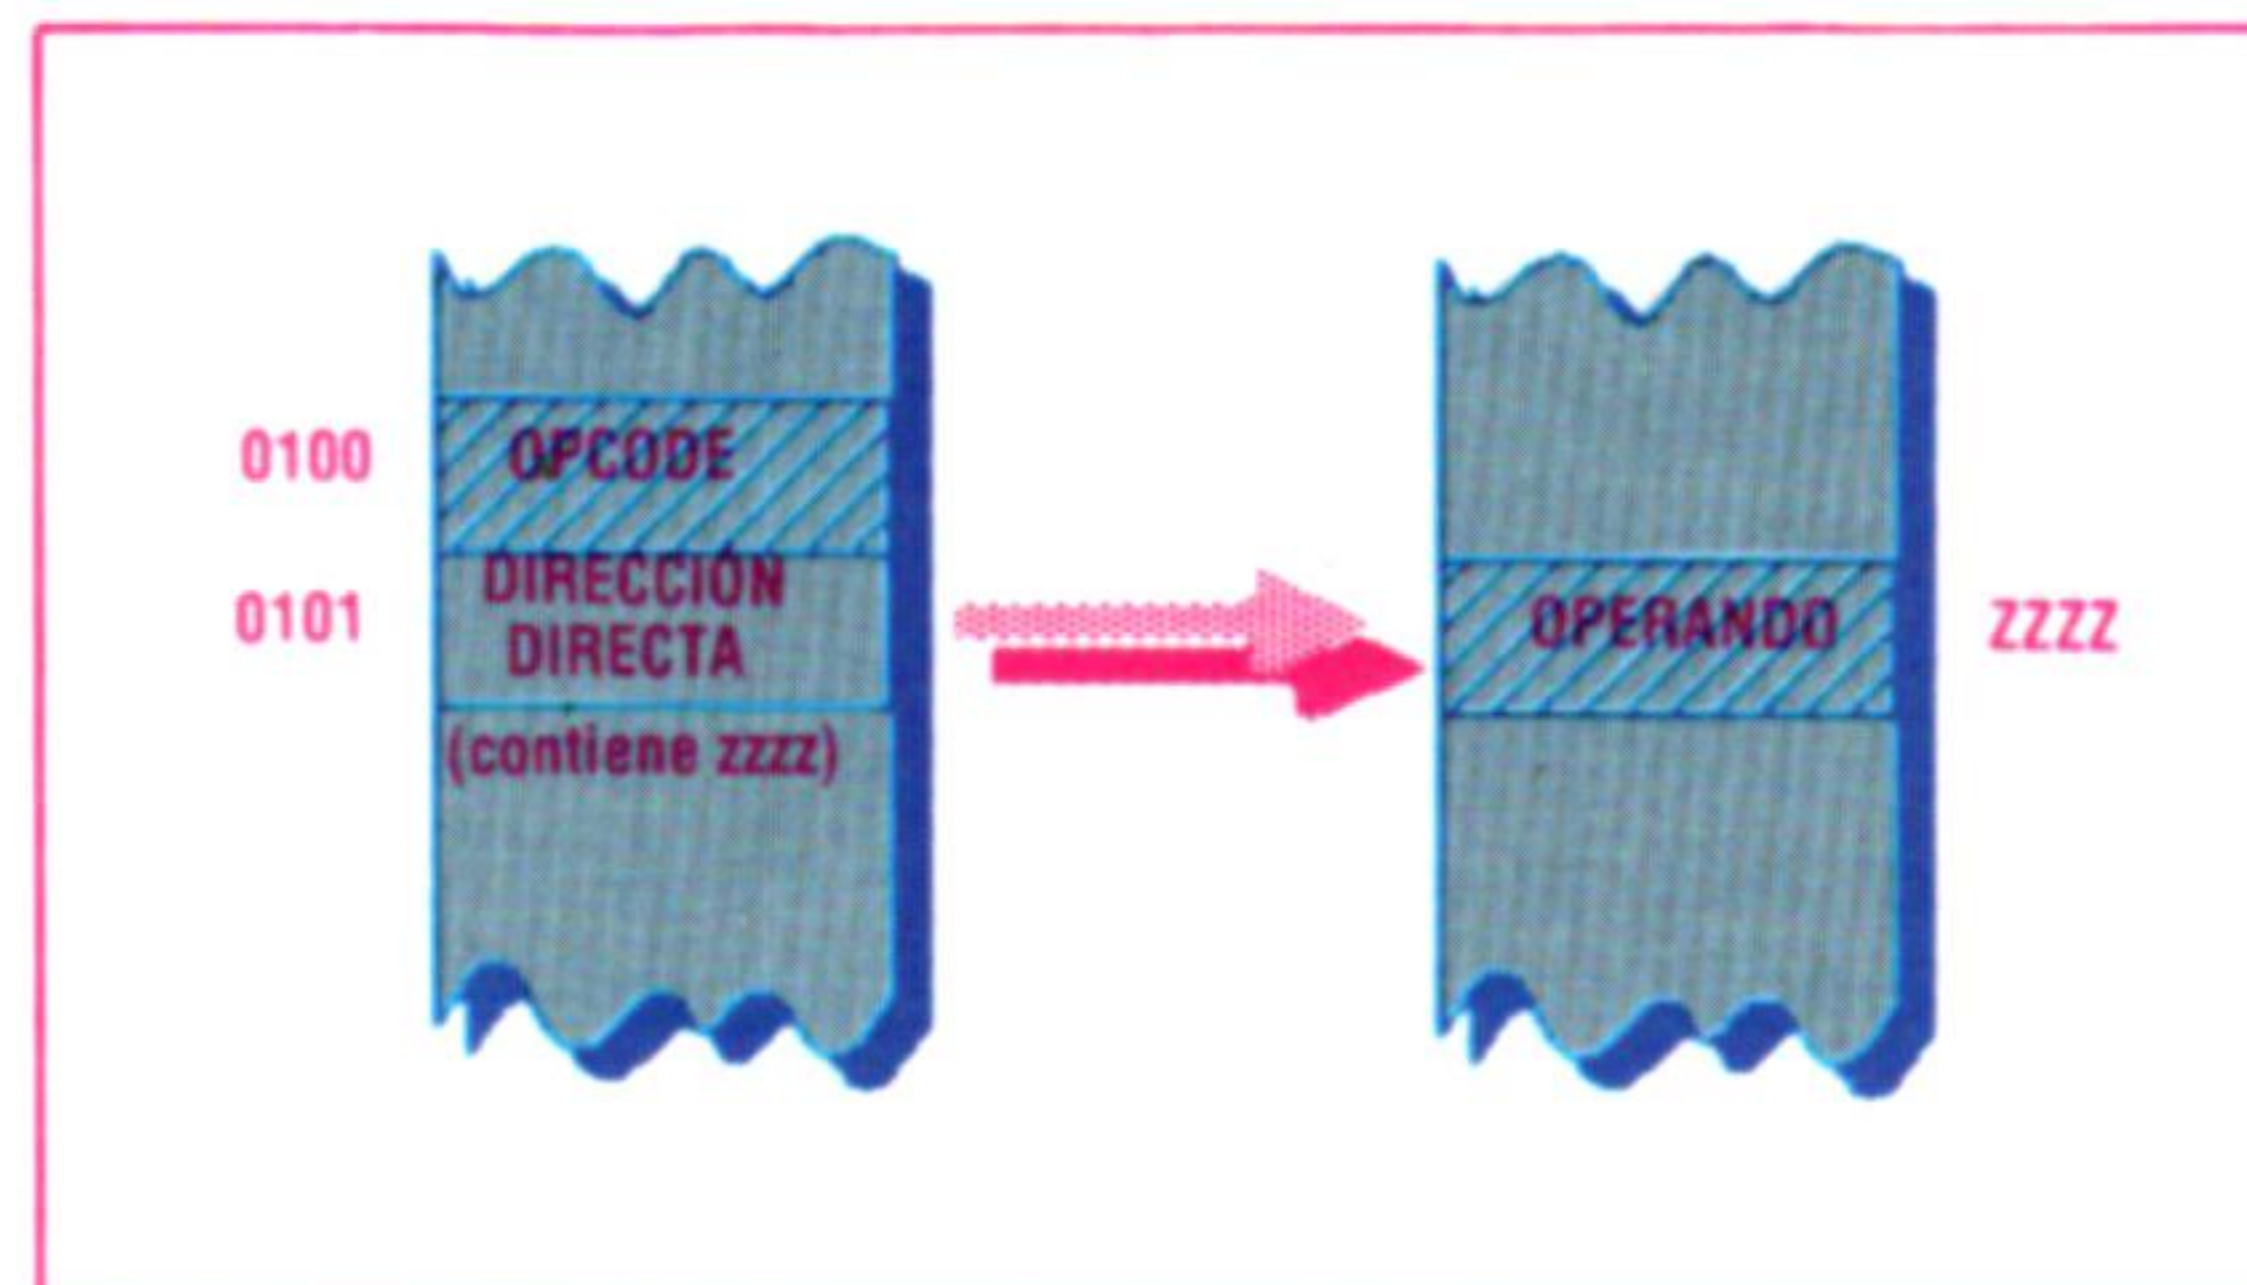 0100
OPCODE
0101
DIRECCIÓN
DIRECTA
(contiene zzzz)
OPERANDO
ZZZZ